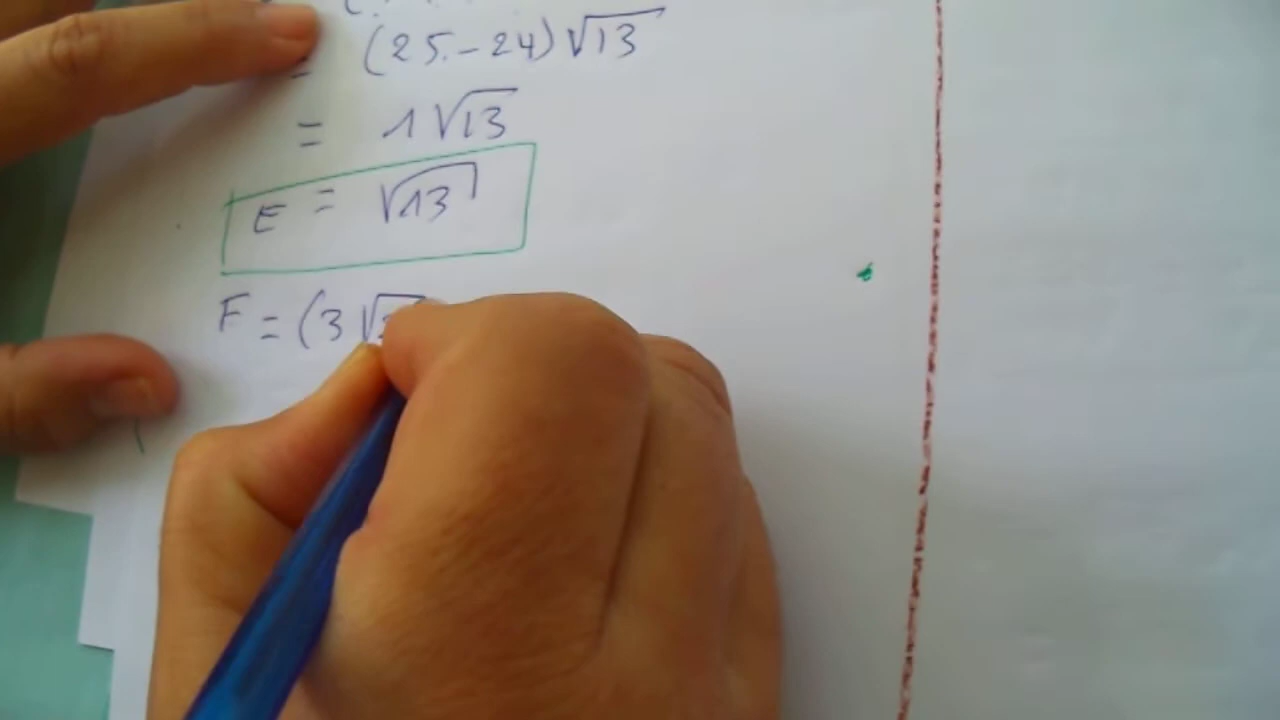 = (25.-24)√13
= 1√13
E = √13
F = (3√